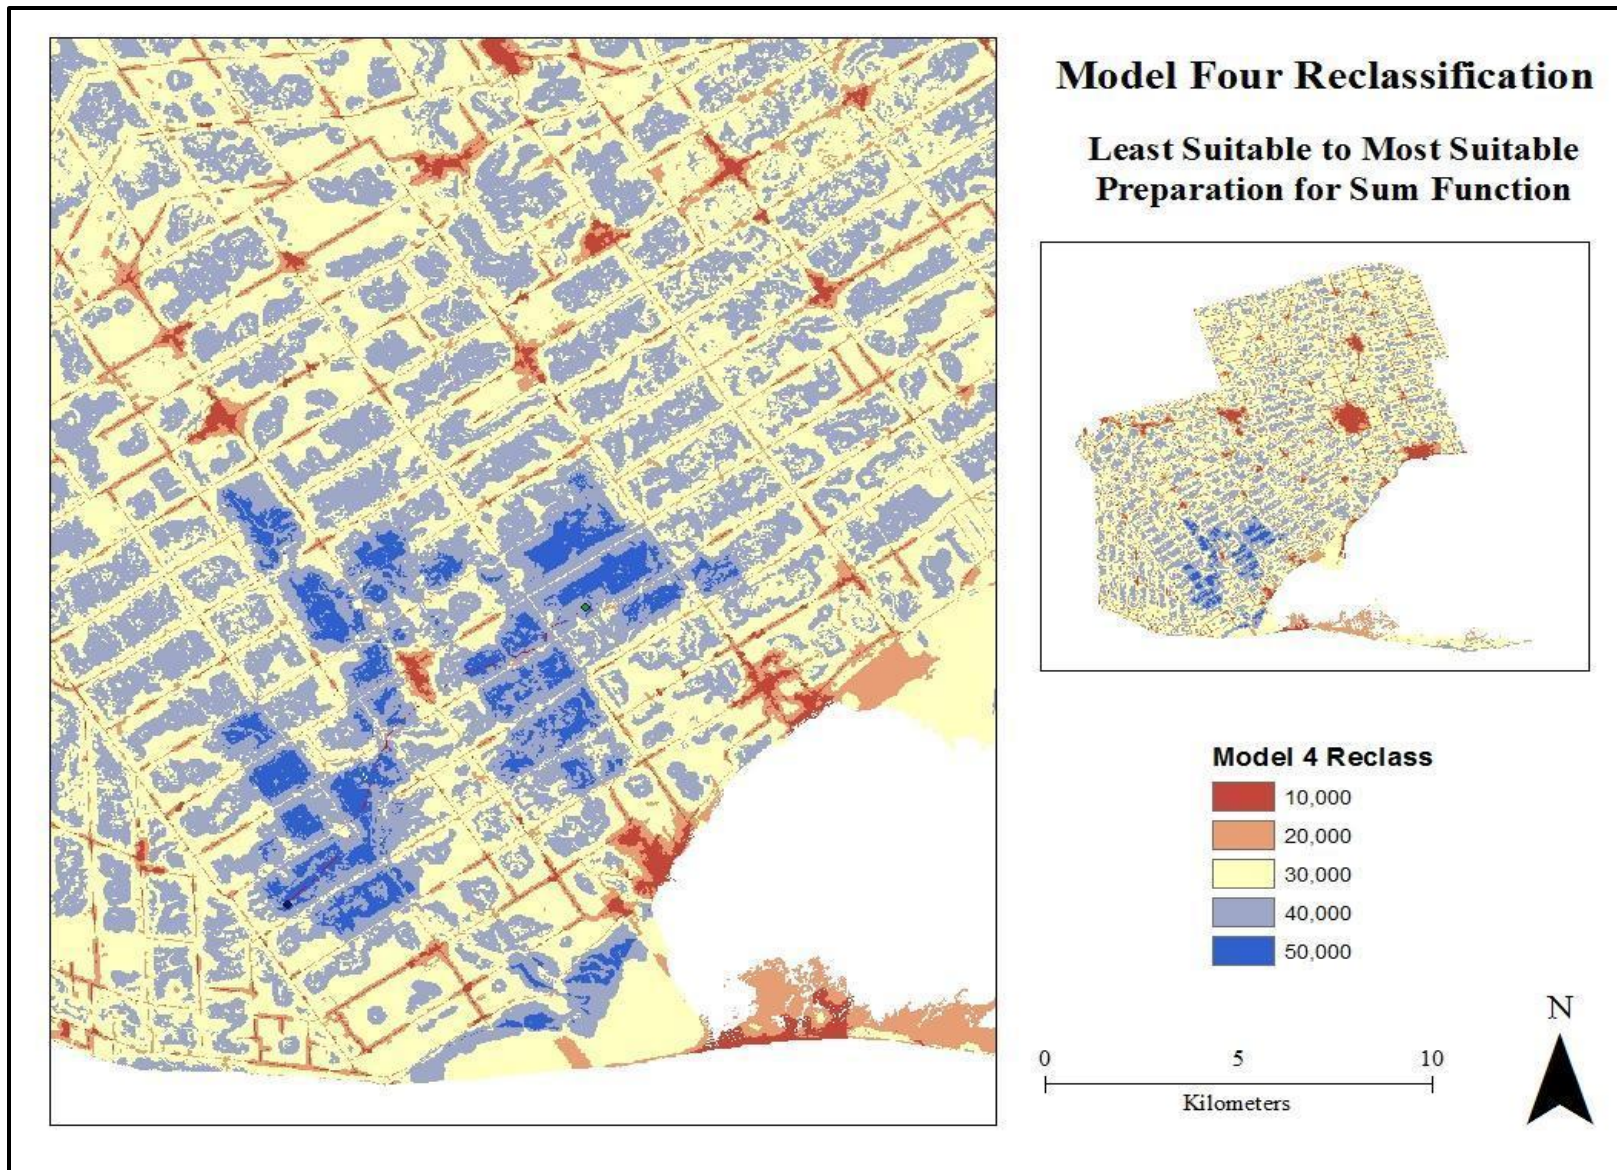 Model Four Reclassification
Least Suitable to Most Suitable
Preparation for Sum Function
Model 4 Reclass
10,000
20,000
30,000
40,000
50,000
N
0 5 10
Kilometers